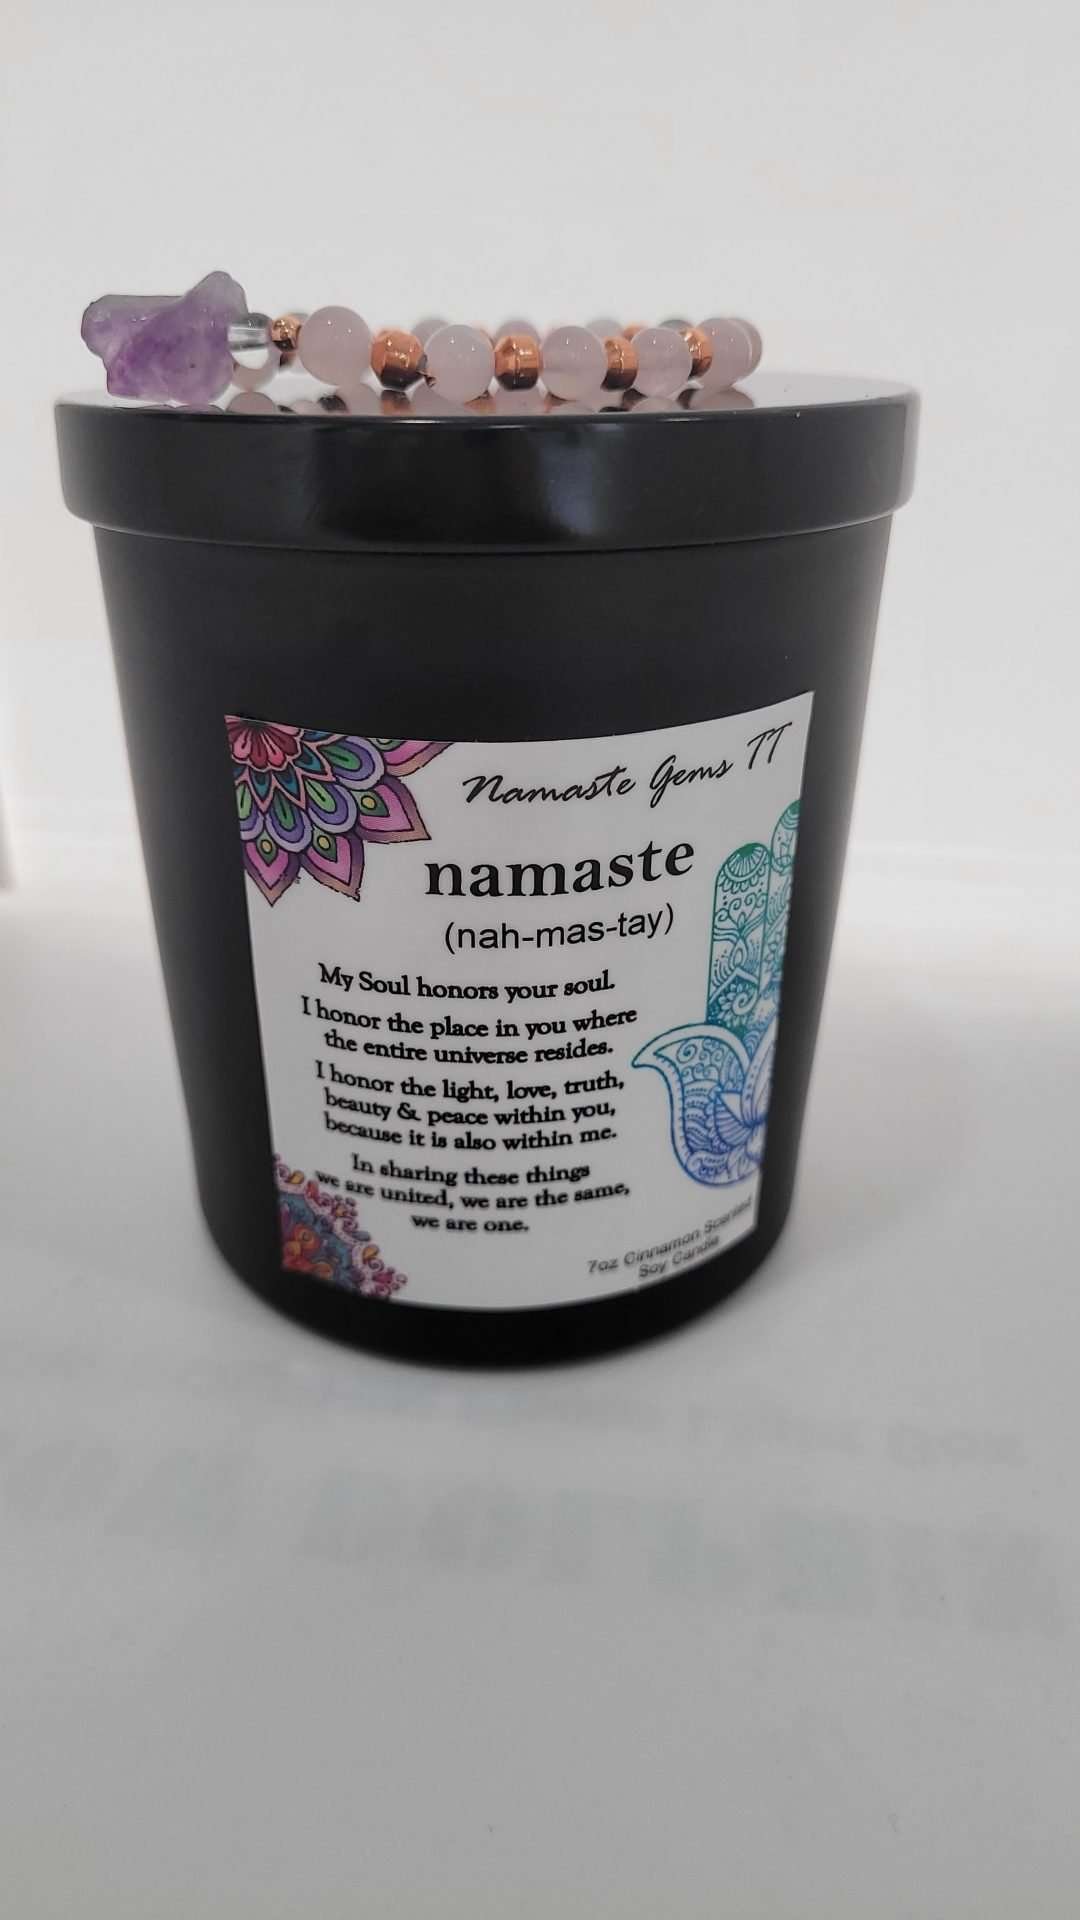 Namaste Gems TT
namaste
(nah-mas-tay)
My Soul honors your soul.
I honor the place in you where
the entire universe resides.
I honor the light, love, truth,
beauty & peace within you,
because it is also within me.
In sharing these things
we are united, we are the same,
we are one.
7oz Cinnamon Scented
Soy Candle